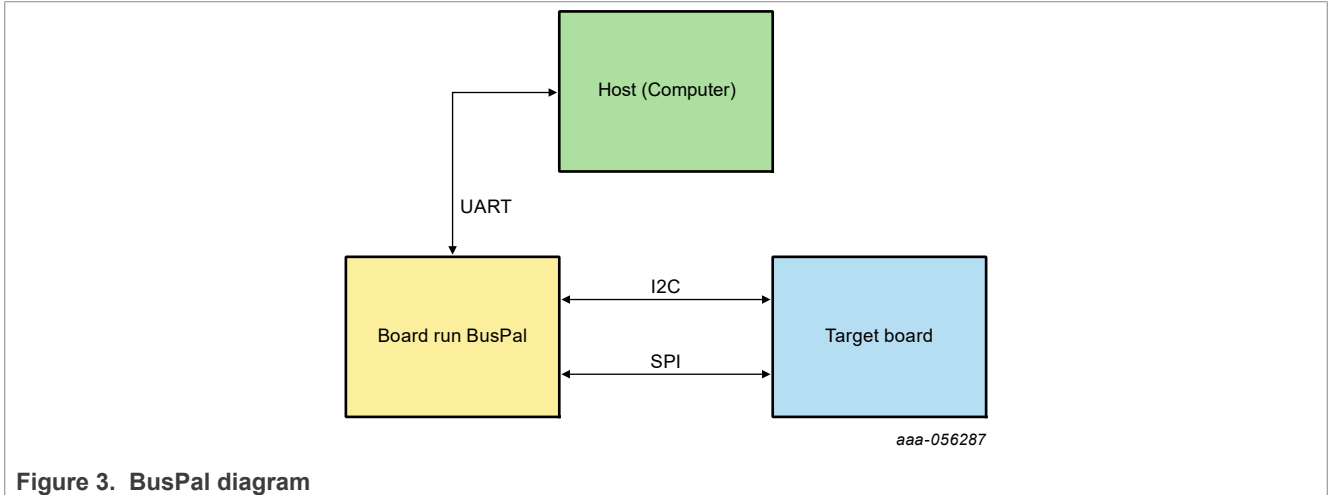 Host (Computer)
UART
I2C
Board run BusPal
Target board
SPI
aaa-056287
Figure 3. BusPal diagram